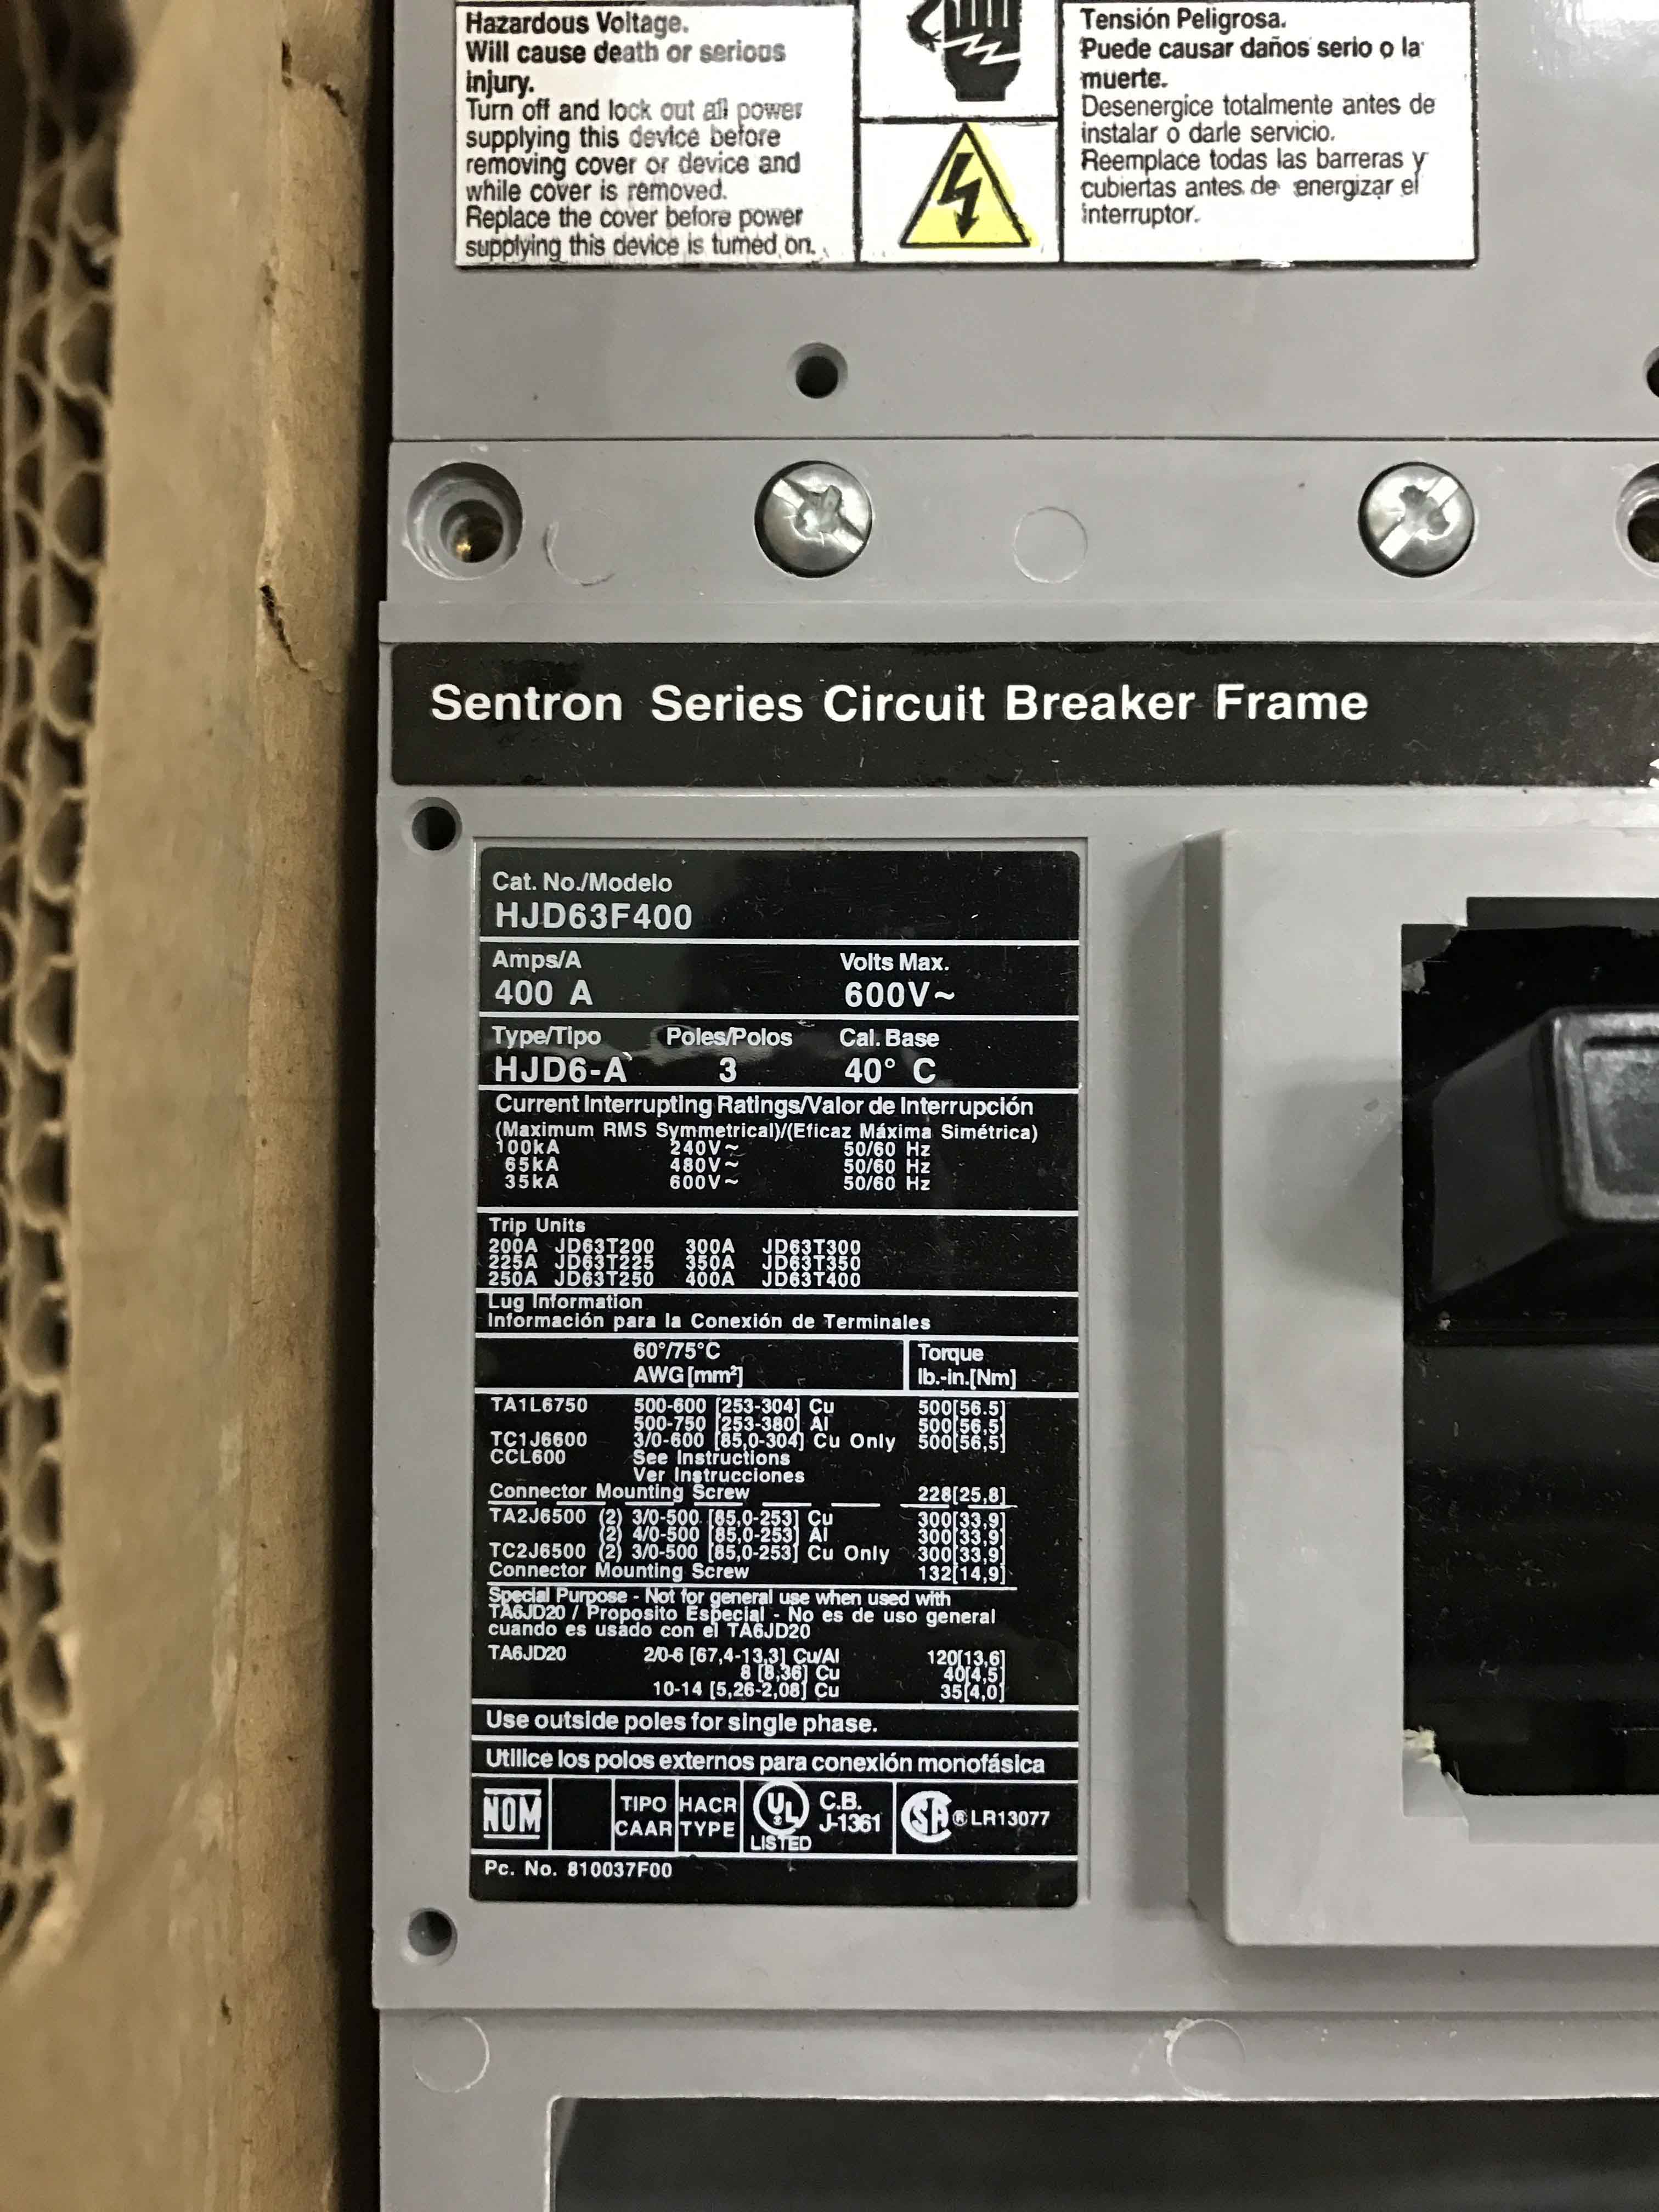 Hazardous Voltage.
Will cause death or serious
injury.
Turn off and lock out all power
supplying this device before
removing cover or device and
while cover is removed.
Replace the cover before power
supplying this device is turned on.
Tensión Peligrosa.
Puede causar daños serio o la
muerte.
Desenergice totalmente antes de
instalar o darle servicio.
Reemplace todas las barreras y
cubiertas antes de energizar el
interruptor.
Sentron Series Circuit Breaker Frame
Cat. No./Modelo
HJD63F400
Amps/A Volts Max.
400 A 600V~
Type/Tipo Poles/Polos Cal. Base
HJD6-A 3 40° C
Current Interrupting Ratings/Valor de Interrupción
(Maximum RMS Symmetrical)/(Eficaz Máxima Simétrica)
100kA 240V~ 50/60 Hz
65kA 480V~ 50/60 Hz
35kA 600V~ 50/60 Hz
Trip Units
200A JD63T200 300A JD63T300
225A JD63T225 350A JD63T350
250A JD63T250 400A JD63T400
Lug Information
Información para la Conexión de Terminales
60°/75°C Torque
AWG[mm²] lb.-in.[Nm]
TA1L6750 500-600 [253-304] Cu 500[56.5]
500-750 [253-380] Al 500[56,5]
TC1J6600 3/0-600 [85,0-304] Cu Only 500[56,5]
CCL600 See Instructions
Ver Instrucciones
Connector Mounting Screw 228[25,8]
TA2J6500 (2) 3/0-500 [85,0-253] Cu 300[33,9]
(2) 4/0-500 [85,0-253] Al 300[33,9]
TC2J6500 (2) 3/0-500 [85,0-253] Cu Only 300[33,9]
Connector Mounting Screw 132[14,9]
Special Purpose - Not for general use when used with
TA6JD20 / Proposito Especial - No es de uso general
cuando es usado con el TA6JD20
TA6JD20 2/0-6 [67,4-13,3] Cu/Al 120[13,6]
8 [8,36] Cu 40[4,5]
10-14 [5,26-2,08] Cu 35[4,0]
Use outside poles for single phase.
Utilice los polos externos para conexión monofásica
NOM TIPO CAAR HACR TYPE UL LISTED C.B. J-1361 SA ® LR13077
Pc. No. 810037F00